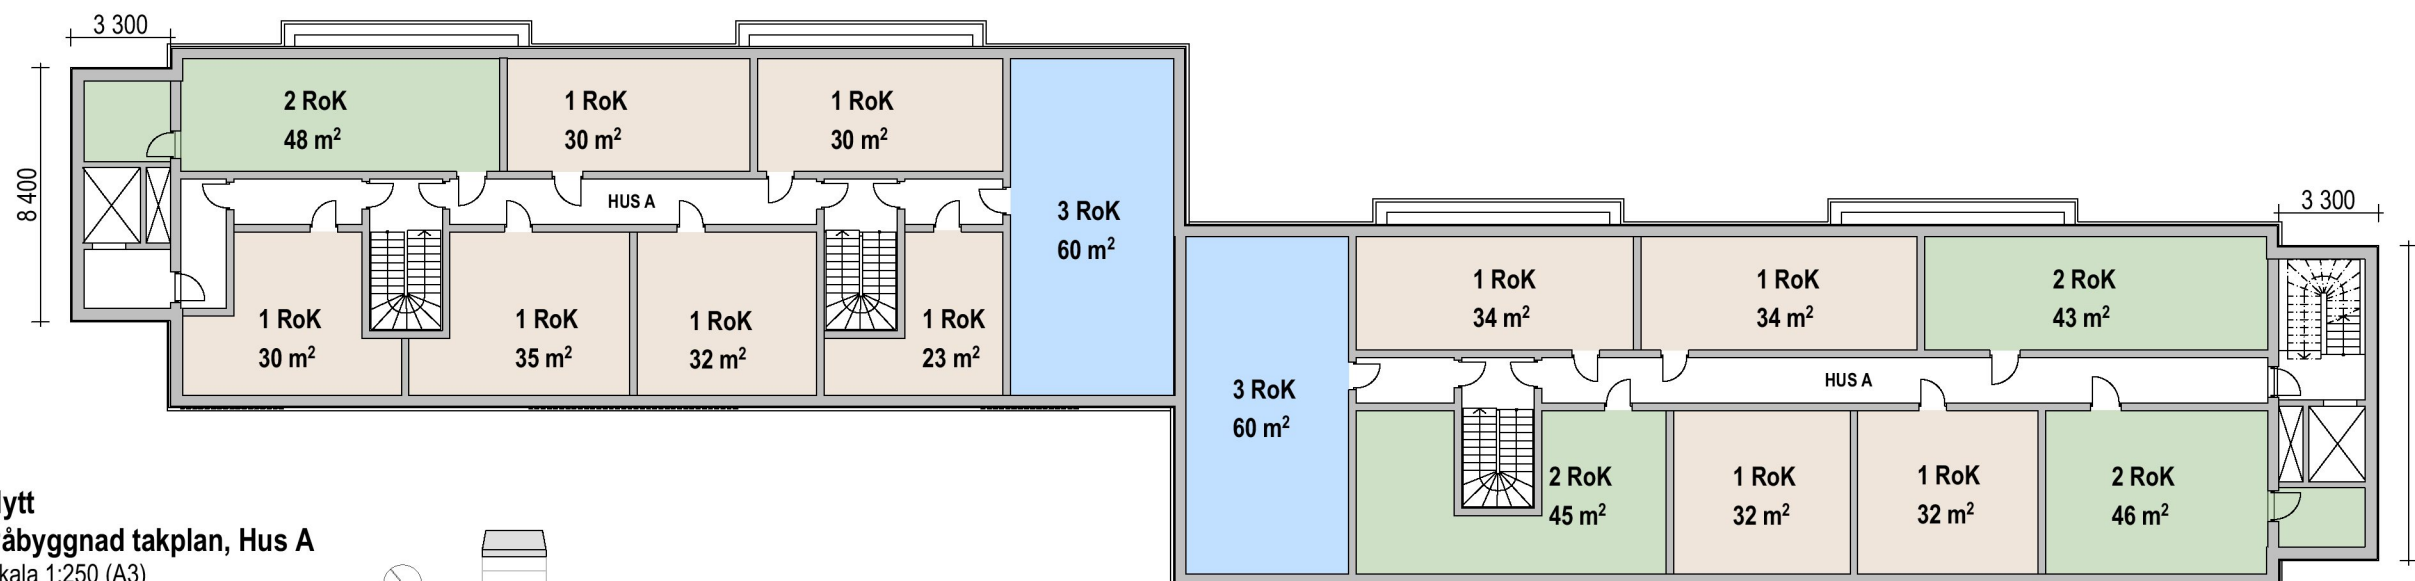 3 300
8 400
2 RoK
48 m²
1 RoK
30 m²
1 RoK
30 m²
HUS A
3 RoK
60 m²
1 RoK
30 m²
1 RoK
35 m²
1 RoK
32 m²
1 RoK
23 m²
3 300
3 RoK
60 m²
1 RoK
34 m²
1 RoK
34 m²
2 RoK
43 m²
HUS A
2 RoK
45 m²
1 RoK
32 m²
1 RoK
32 m²
2 RoK
46 m²
takplan, Hus A
1:250 (A3)